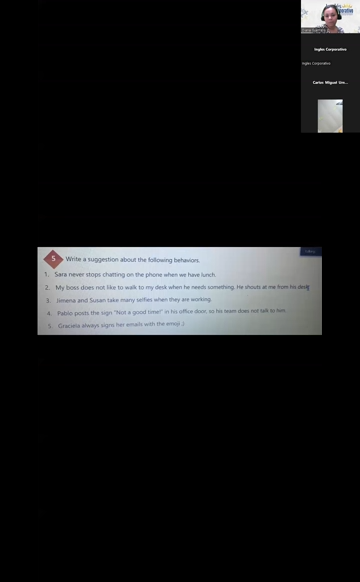 Ingles Corporativo
Ingles Corporativo
Carlos Miguel Um...
5 Write a suggestion about the following behaviors.
1. Sara never stops chatting on the phone when we have lunch.
2. My boss does not like to walk to my desk when he needs something. He shouts at me from his desk
3. Jimena and Susan take many selfies when they are working.
4. Pablo posts the sign "Not a good time!" in his office door, so his team does not talk to him.
5. Graciela always signs her emails with the emoji ;)